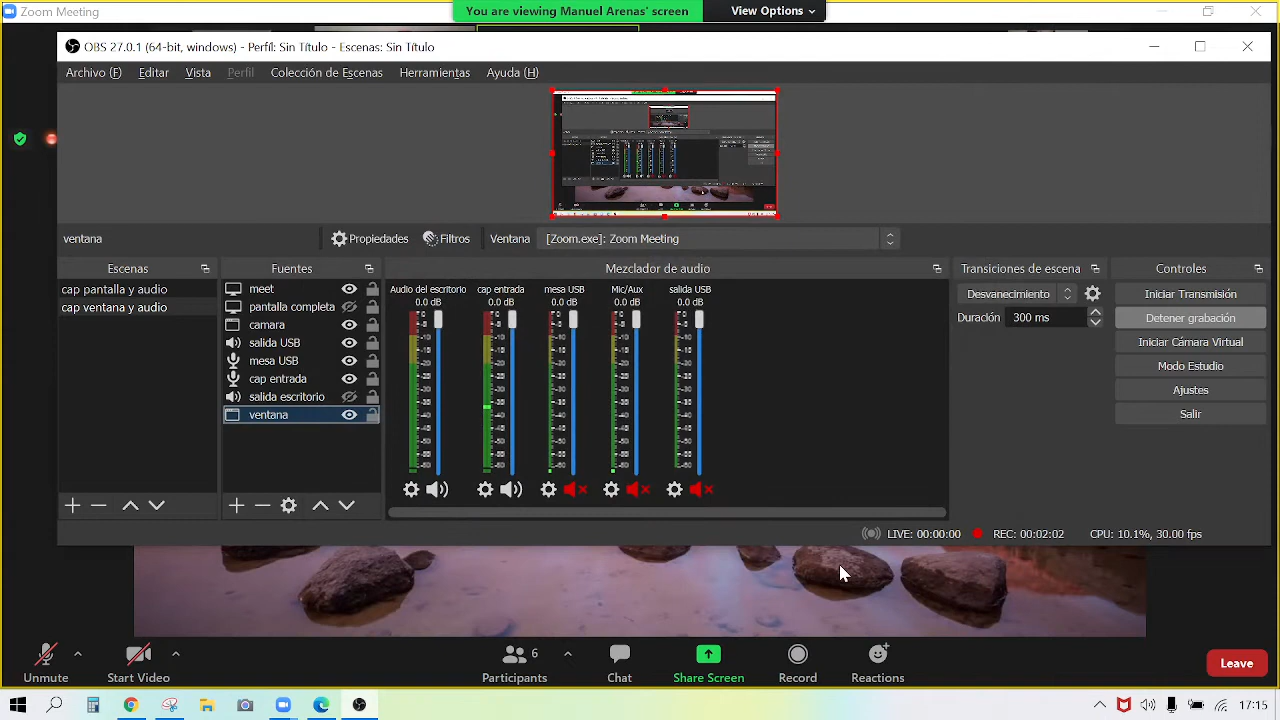 Zoom Meeting
You are viewing Manuel Arenas' screen
View Options
OBS 27.0.1 (64-bit, windows) - Perfil: Sin Título - Escenas: Sin Título
Archivo (F) Editar Vista Perfil Colección de Escenas Herramientas Ayuda (H)
ventana
Propiedades Filtros Ventana [Zoom.exe]: Zoom Meeting
Escenas
cap pantalla y audio
cap ventana y audio
Fuentes
meet
pantalla completa
camara
salida USB
mesa USB
cap entrada
salida escritorio
ventana
Mezclador de audio
Audio del escritorio cap entrada mesa USB Mic/Aux salida USB
0.0 dB 0.0 dB 0.0 dB 0.0 dB 0.0 dB
Transiciones de escena
Desvanecimiento
Duración 300 ms
Controles
Iniciar Transmisión
Detener grabación
Iniciar Cámara Virtual
Modo Estudio
Ajustes
Salir
LIVE: 00:00:00 REC: 00:02:02 CPU: 10.1%, 30.00 fps
Unmute Start Video Participants 6 Chat Share Screen Record Reactions Leave
17:15